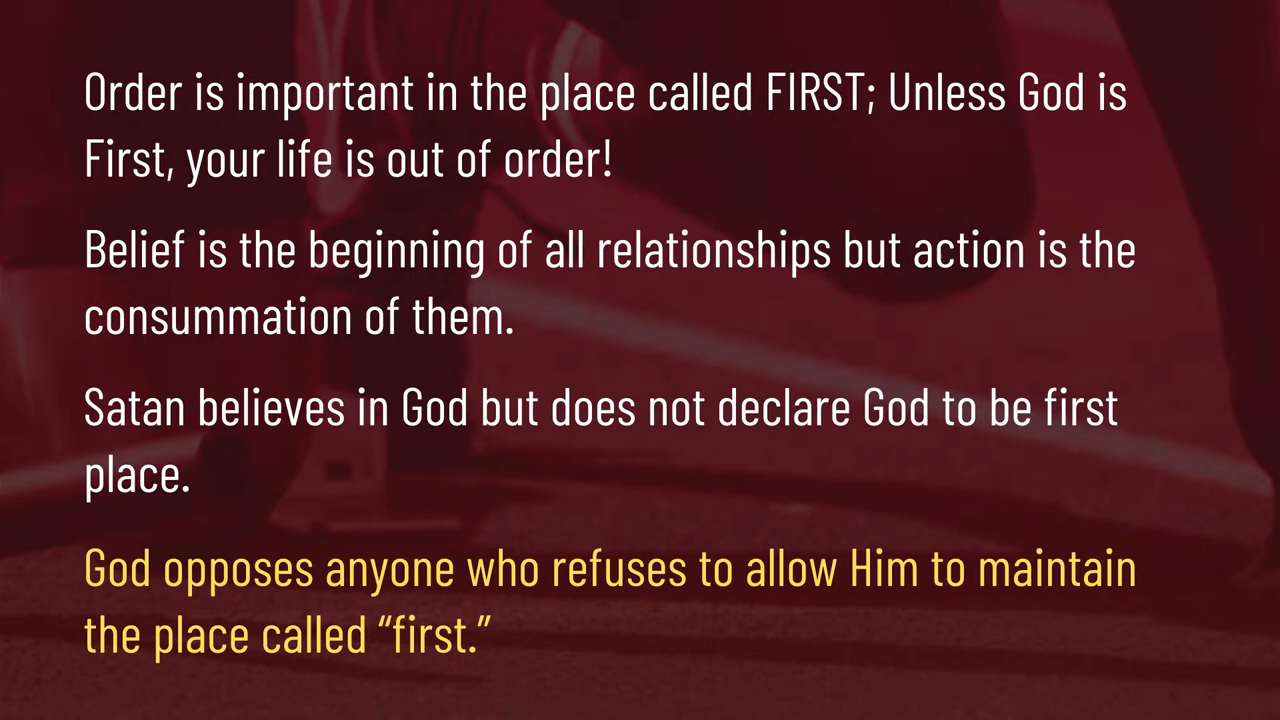 Order is important in the place called FIRST; Unless God is
First, your life is out of order!
Belief is the beginning of all relationships but action is the
consummation of them.
Satan believes in God but does not declare God to be first
place.
God opposes anyone who refuses to allow Him to maintain
the place called “first.”